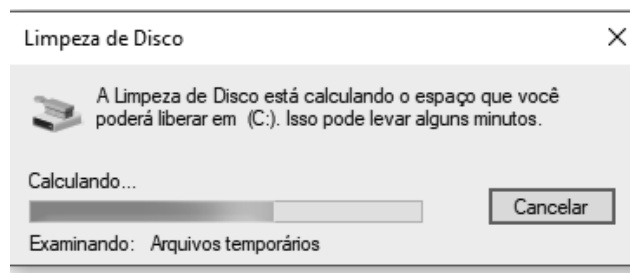 Limpeza de Disco
A Limpeza de Disco está calculando o espaço que você
poderá liberar em (C:). Isso pode levar alguns minutos.
Calculando...
Cancelar
Examinando: Arquivos temporários